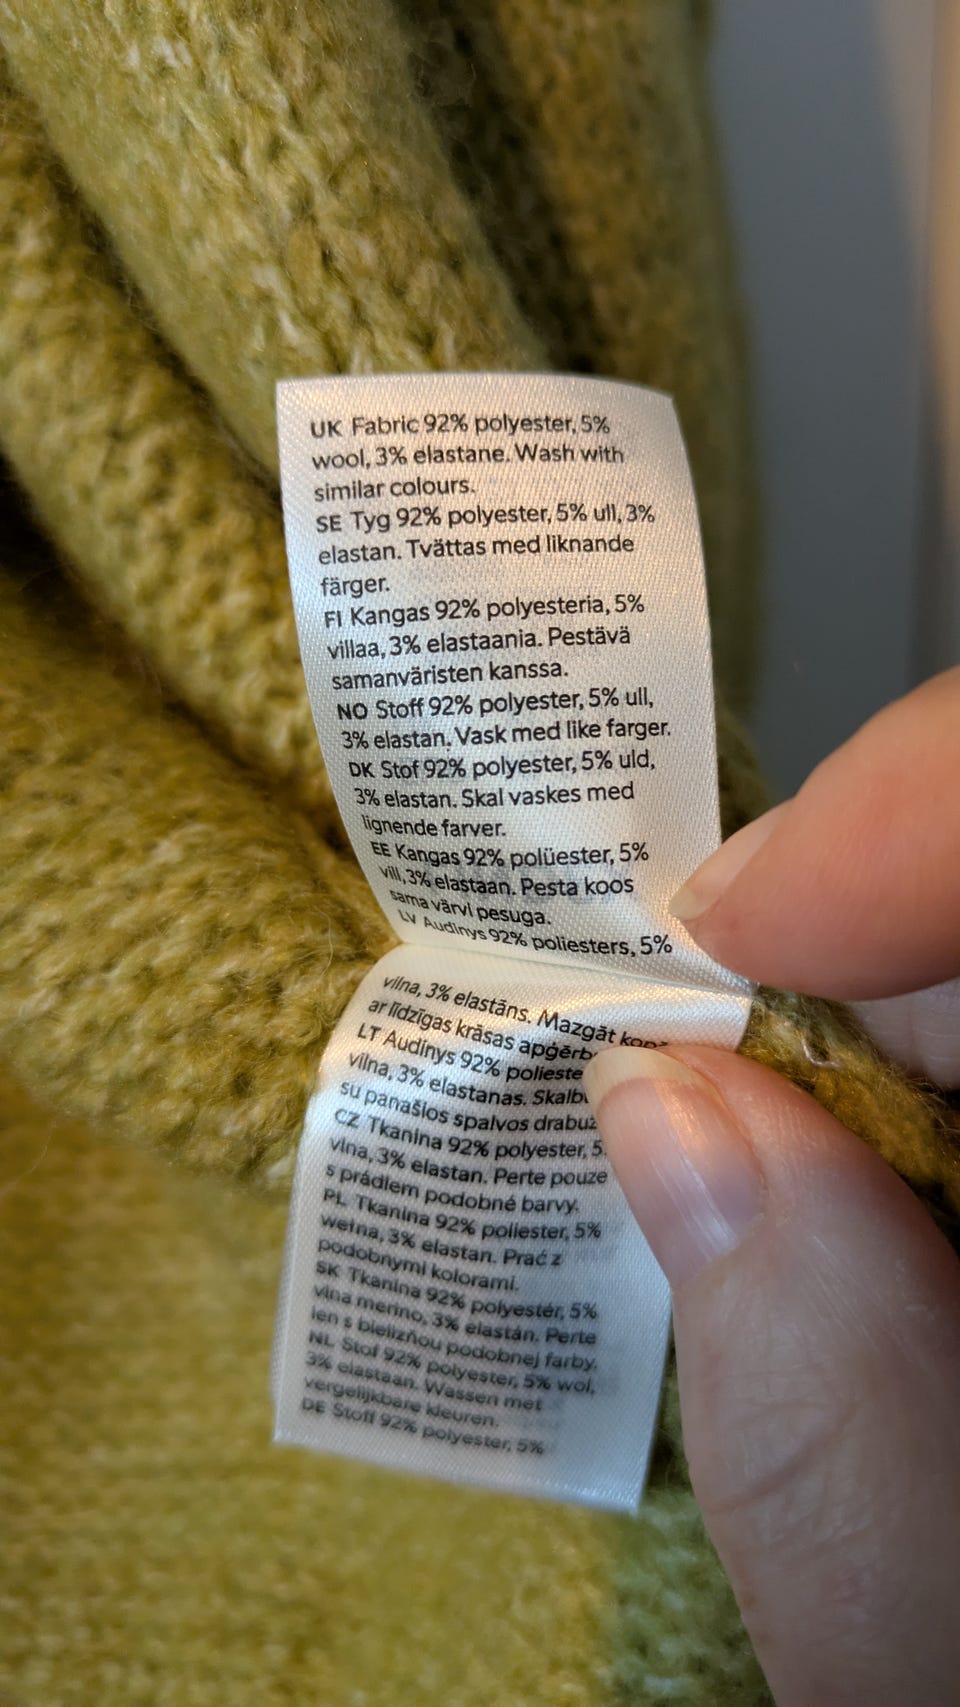 UK Fabric 92% polyester, 5%
wool, 3% elastane. Wash with
similar colours.
SE Tyg 92% polyester, 5% ull, 3%
elastan. Tvättas med liknande
färger.
FI Kangas 92% polyesteria, 5%
villaa, 3% elastaania. Pestävä
samanväristen kanssa.
NO Stoff 92% polyester, 5% ull,
3% elastan. Vask med like farger.
DK Stof 92% polyester, 5% uld,
3% elastan. Skal vaskes med
lignende farver.
EE Kangas 92% polüester, 5%
vill, 3% elastaan. Pesta koos
sama värvi pesuga.
LV Audinys 92% poliesters, 5%
vilna, 3% elastāns. Mazgāt
ar līdzīgas krāsas apģērb
LT Audinys 92% polieste
vilna, 3% elastanas. Skalb
su panašios spalvos drabuž
CZ Tkanina 92% polyester, 5
vlna, 3% elastan. Perte pouze
s prádlem podobné barvy.
PL Tkanina 92% poliester, 5%
wełna, 3% elastan. Prać z
podobnymi kolorami.
SK Tkanina 92% polyestér, 5%
vlna merino, 3% elastán. Perte
len s bielizňou podobnej farby.
NL Stof 92% polyester, 5% wol,
3% elastaan. Wassen met
vergelijkbare kleuren.
DE Stoff 92% polyester, 5%